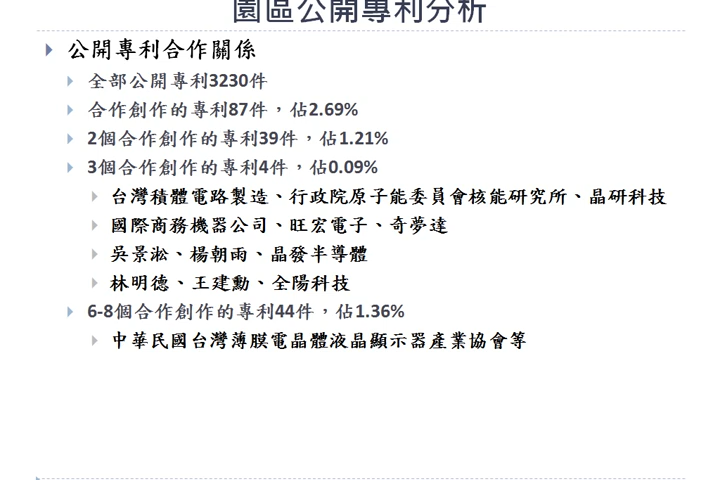 園區公開專利分析
公開專利合作關係
全部公開專利3230件
合作創作的專利87件，佔2.69%
2個合作創作的專利39件，佔1.21%
3個合作創作的專利4件，佔0.09%
台灣積體電路製造、行政院原子能委員會核能研究所、晶研科技
國際商務機器公司、旺宏電子、奇夢達
吳景淞、楊朝雨、晶發半導體
林明德、王建勳、全陽科技
6-8個合作創作的專利44件，佔1.36%
中華民國台灣薄膜電晶體液晶顯示器產業協會等